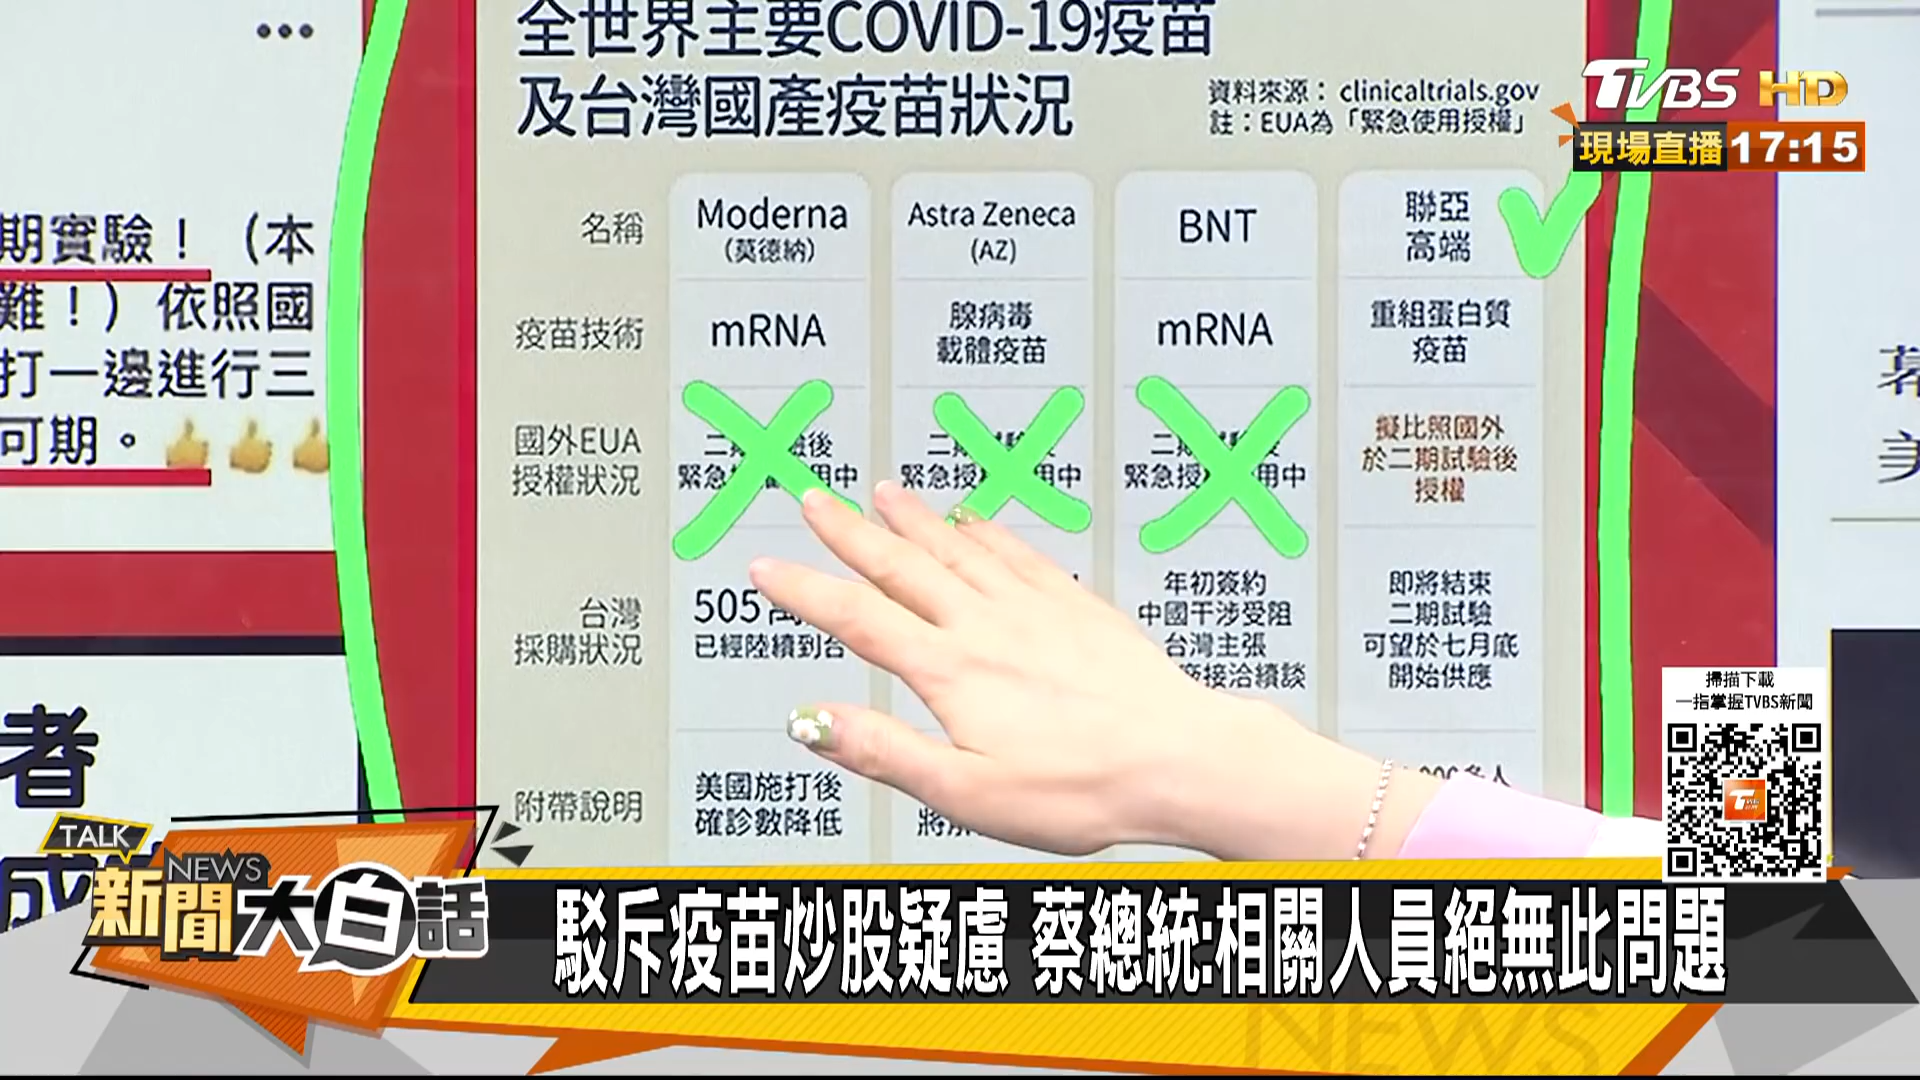 全世界主要COVID-19疫苗
及台灣國產疫苗狀況
資料來源：clinicaltrials.gov
註：EUA為「緊急使用授權」
TVBS HD
現場直播 17:15
期實驗！（本
難！）依照國
打一邊進行三
可期。
名稱
Moderna
（莫德納）
Astra Zeneca
(AZ)
BNT
聯亞
高端
疫苗技術
mRNA
腺病毒
載體疫苗
mRNA
重組蛋白質
疫苗
國外EUA
授權狀況
擬比照國外
於二期試驗後
授權
台灣
採購狀況
505
已經陸續到台
年初簽約
中國干涉受阻
台灣主張
接洽續談
即將結束
二期試驗
可望於七月底
開始供應
附帶說明
美國施打後
確診數降低
者
幕
美
掃描下載
一指掌握TVBS新聞
TALK
NEWS
新聞大白話
駁斥疫苗炒股疑慮 蔡總統:相關人員絕無此問題
NEWS